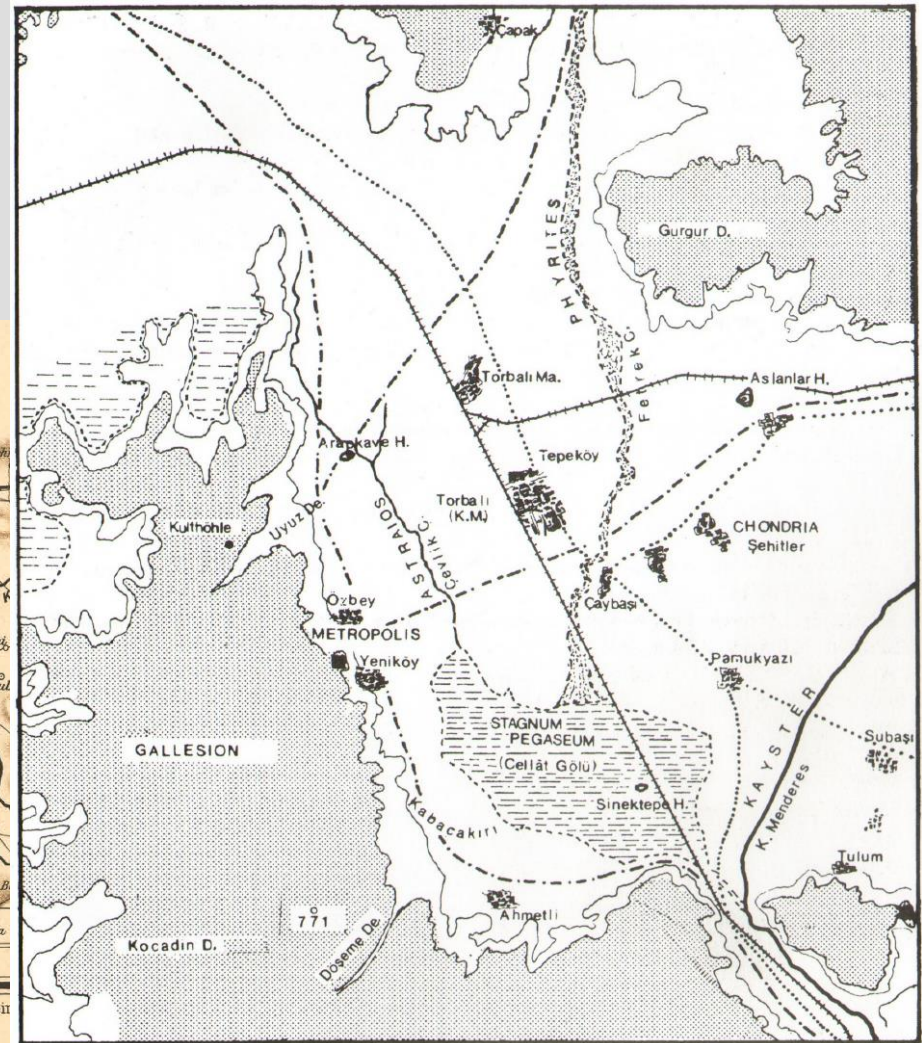 Çapak
Gurgur D.
PHYRITES
Fetrek Ç.
Torbalı Ma.
Aslanlar H.
Arapkave H.
Tepeköy
Torbalı
(K.M.)
Kulthöhle
Uyuz De.
ASTRAIOS
Çevlik Ç.
CHONDRIA
Şehitler
Özbey
METROPOLIS
Yeniköy
Çaybaşı
Pamukyazı
STAGNUM
PEGASEUM
(Cellât Gölü)
KAYSTER
K. Menderes
Subaşı
GALLESION
Sinektepe H.
Kabacakırı
Tulum
Ahmetli
771
Kocadın D.
Döşeme De.